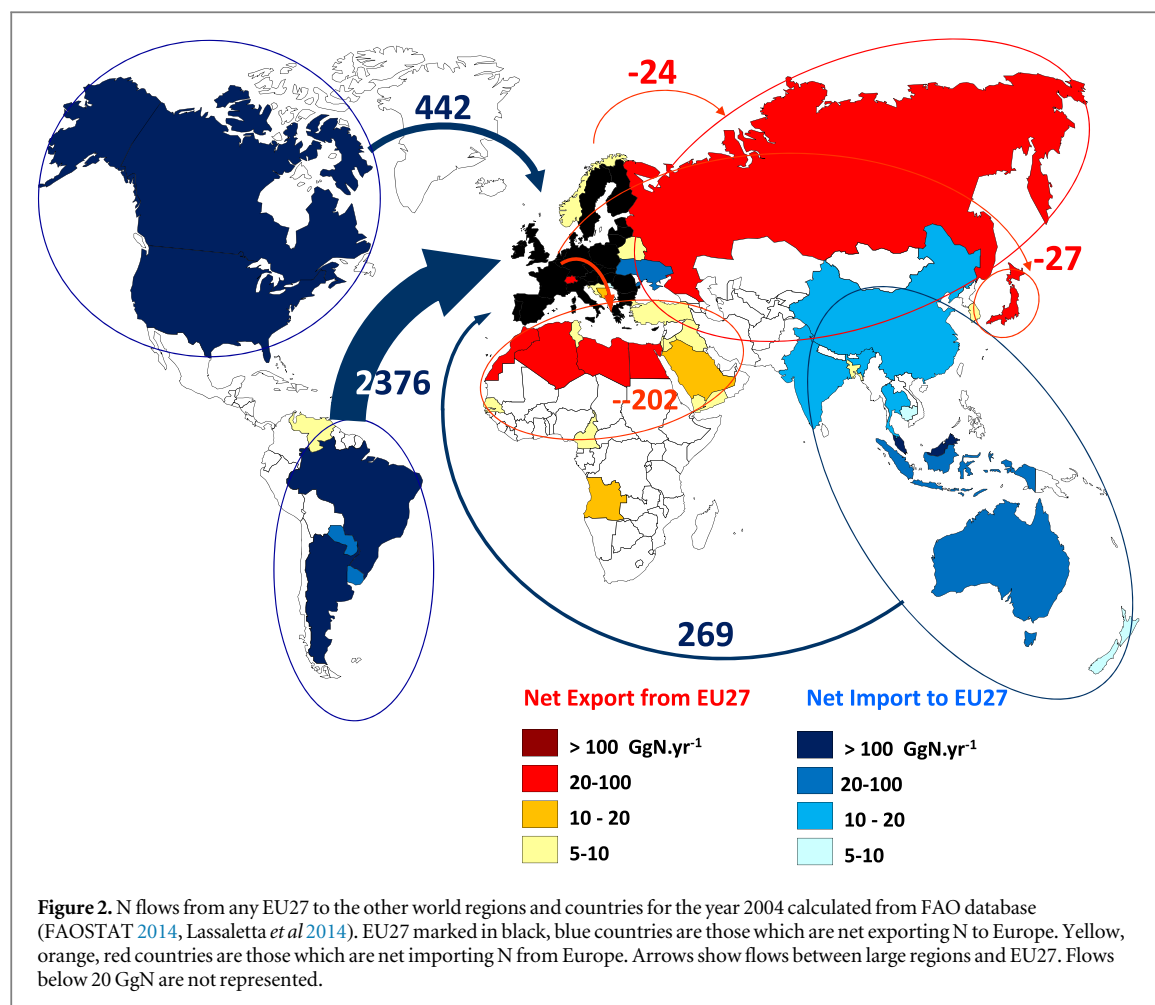 -24
442
-27
2376
--202
269
Net Export from EU27
> 100 GgN.yr-1
20-100
10 - 20
5-10
Net Import to EU27
> 100 GgN.yr-1
20-100
10 - 20
5-10
Figure 2. N flows from any EU27 to the other world regions and countries for the year 2004 calculated from FAO database
(FAOSTAT 2014, Lassaletta et al 2014). EU27 marked in black, blue countries are those which are net exporting N to Europe. Yellow,
orange, red countries are those which are net importing N from Europe. Arrows show flows between large regions and EU27. Flows
below 20 GgN are not represented.